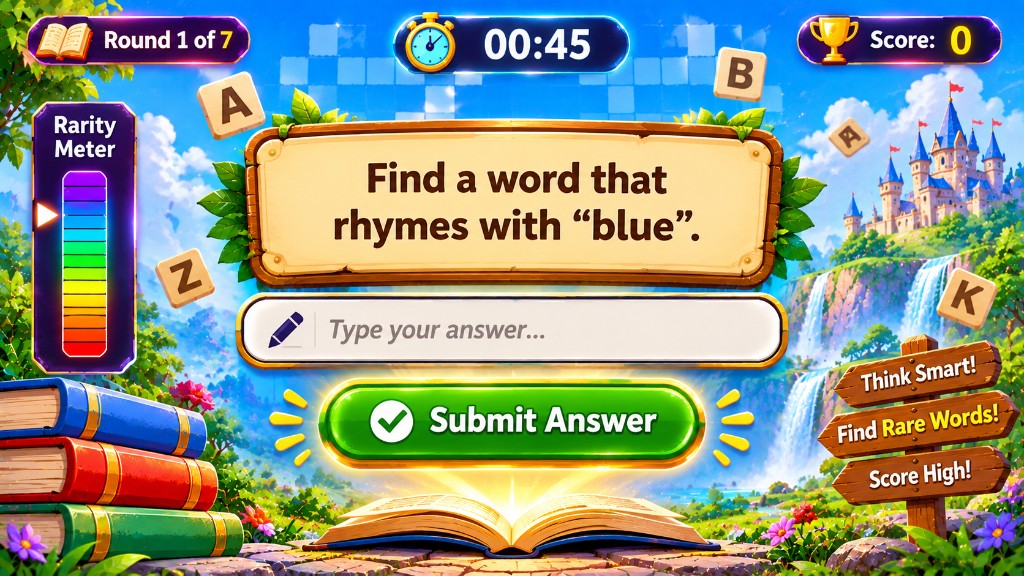 Round 1 of 7
00:45
Score: 0
Rarity
Meter
A
B
A
Z
K
Find a word that
rhymes with “blue”.
Type your answer...
Submit Answer
Think Smart!
Find Rare Words!
Score High!